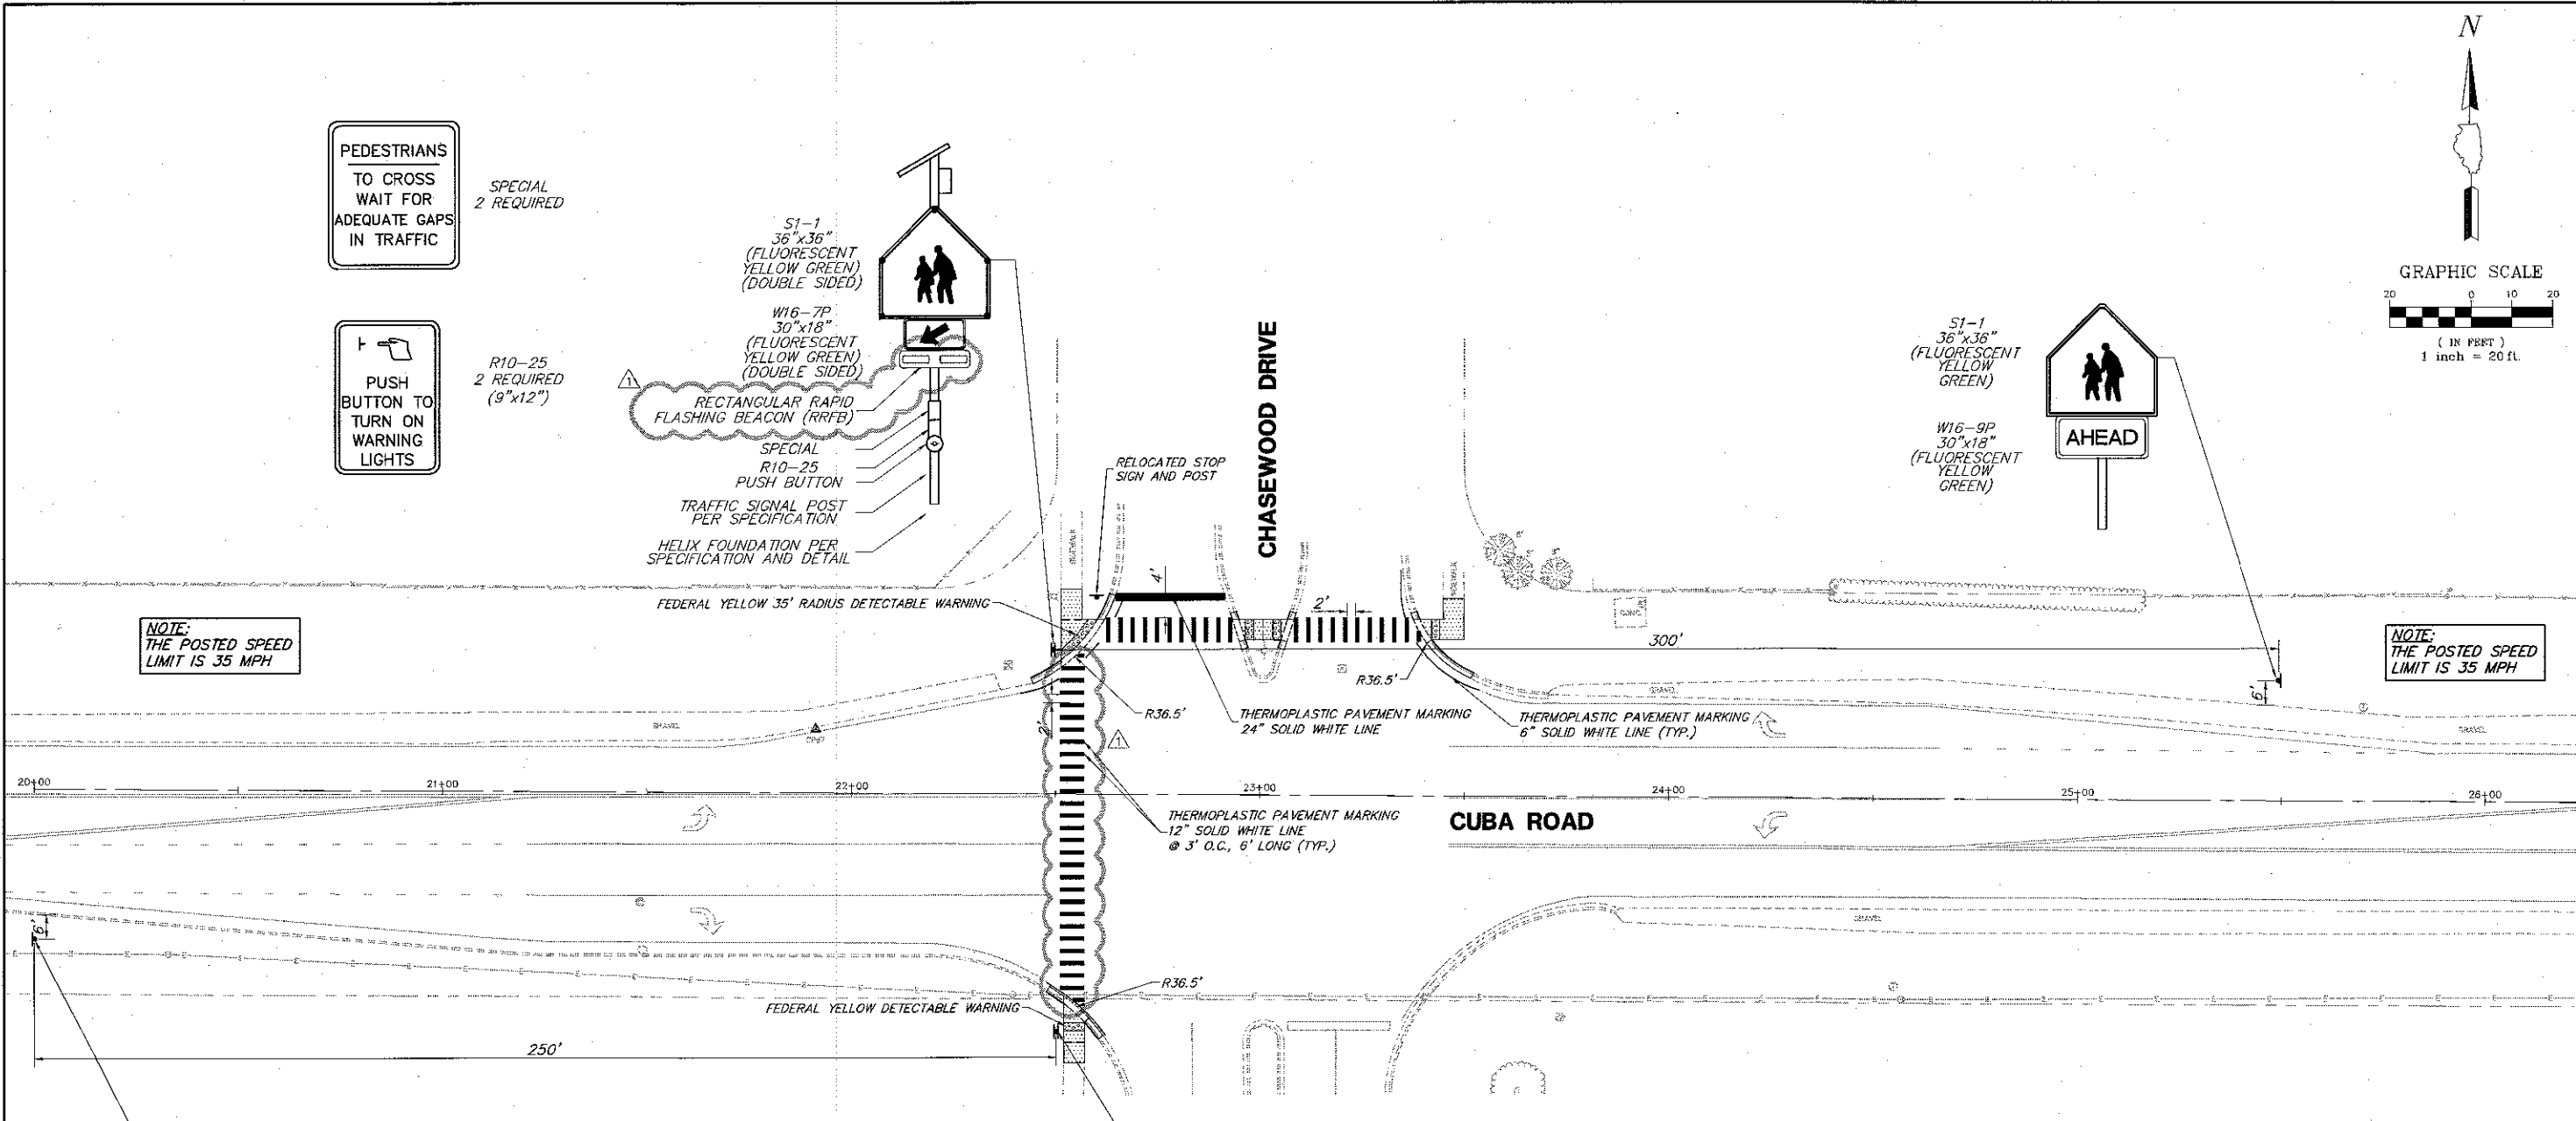 PEDESTRIANS
TO CROSS
WAIT FOR
ADEQUATE GAPS
IN TRAFFIC
SPECIAL
2 REQUIRED
PUSH
BUTTON TO
TURN ON
WARNING
LIGHTS
R10-25
2 REQUIRED
(9"x12")
S1-1
36"x36"
(FLUORESCENT
YELLOW GREEN)
(DOUBLE SIDED)
W16-7P
30"x18"
(FLUORESCENT
YELLOW GREEN)
(DOUBLE SIDED)
1
RECTANGULAR RAPID
FLASHING BEACON (RRFB)
SPECIAL
R10-25
PUSH BUTTON
TRAFFIC SIGNAL POST
PER SPECIFICATION
HELIX FOUNDATION PER
SPECIFICATION AND DETAIL
RELOCATED STOP
SIGN AND POST
CHASEWOOD DRIVE
N
GRAPHIC SCALE
20 0 10 20
( IN FEET )
1 inch = 20 ft.
S1-1
36"x36"
(FLUORESCENT
YELLOW
GREEN)
W16-9P
30"x18"
(FLUORESCENT
YELLOW
GREEN)
AHEAD
FEDERAL YELLOW 35' RADIUS DETECTABLE WARNING
4'
2'
CONC
300'
NOTE:
THE POSTED SPEED
LIMIT IS 35 MPH
NOTE:
THE POSTED SPEED
LIMIT IS 35 MPH
R36.5'
R36.5'
2'
1
THERMOPLASTIC PAVEMENT MARKING
24" SOLID WHITE LINE
THERMOPLASTIC PAVEMENT MARKING
6" SOLID WHITE LINE (TYP.)
GRAVEL
GRAVEL
GRAVEL
6'
20+00
21+00
22+00
23+00
24+00
25+00
26+00
THERMOPLASTIC PAVEMENT MARKING
12" SOLID WHITE LINE
@ 3' O.C., 6' LONG (TYP.)
CUBA ROAD
GRAVEL
6'
R36.5'
FEDERAL YELLOW DETECTABLE WARNING
250'